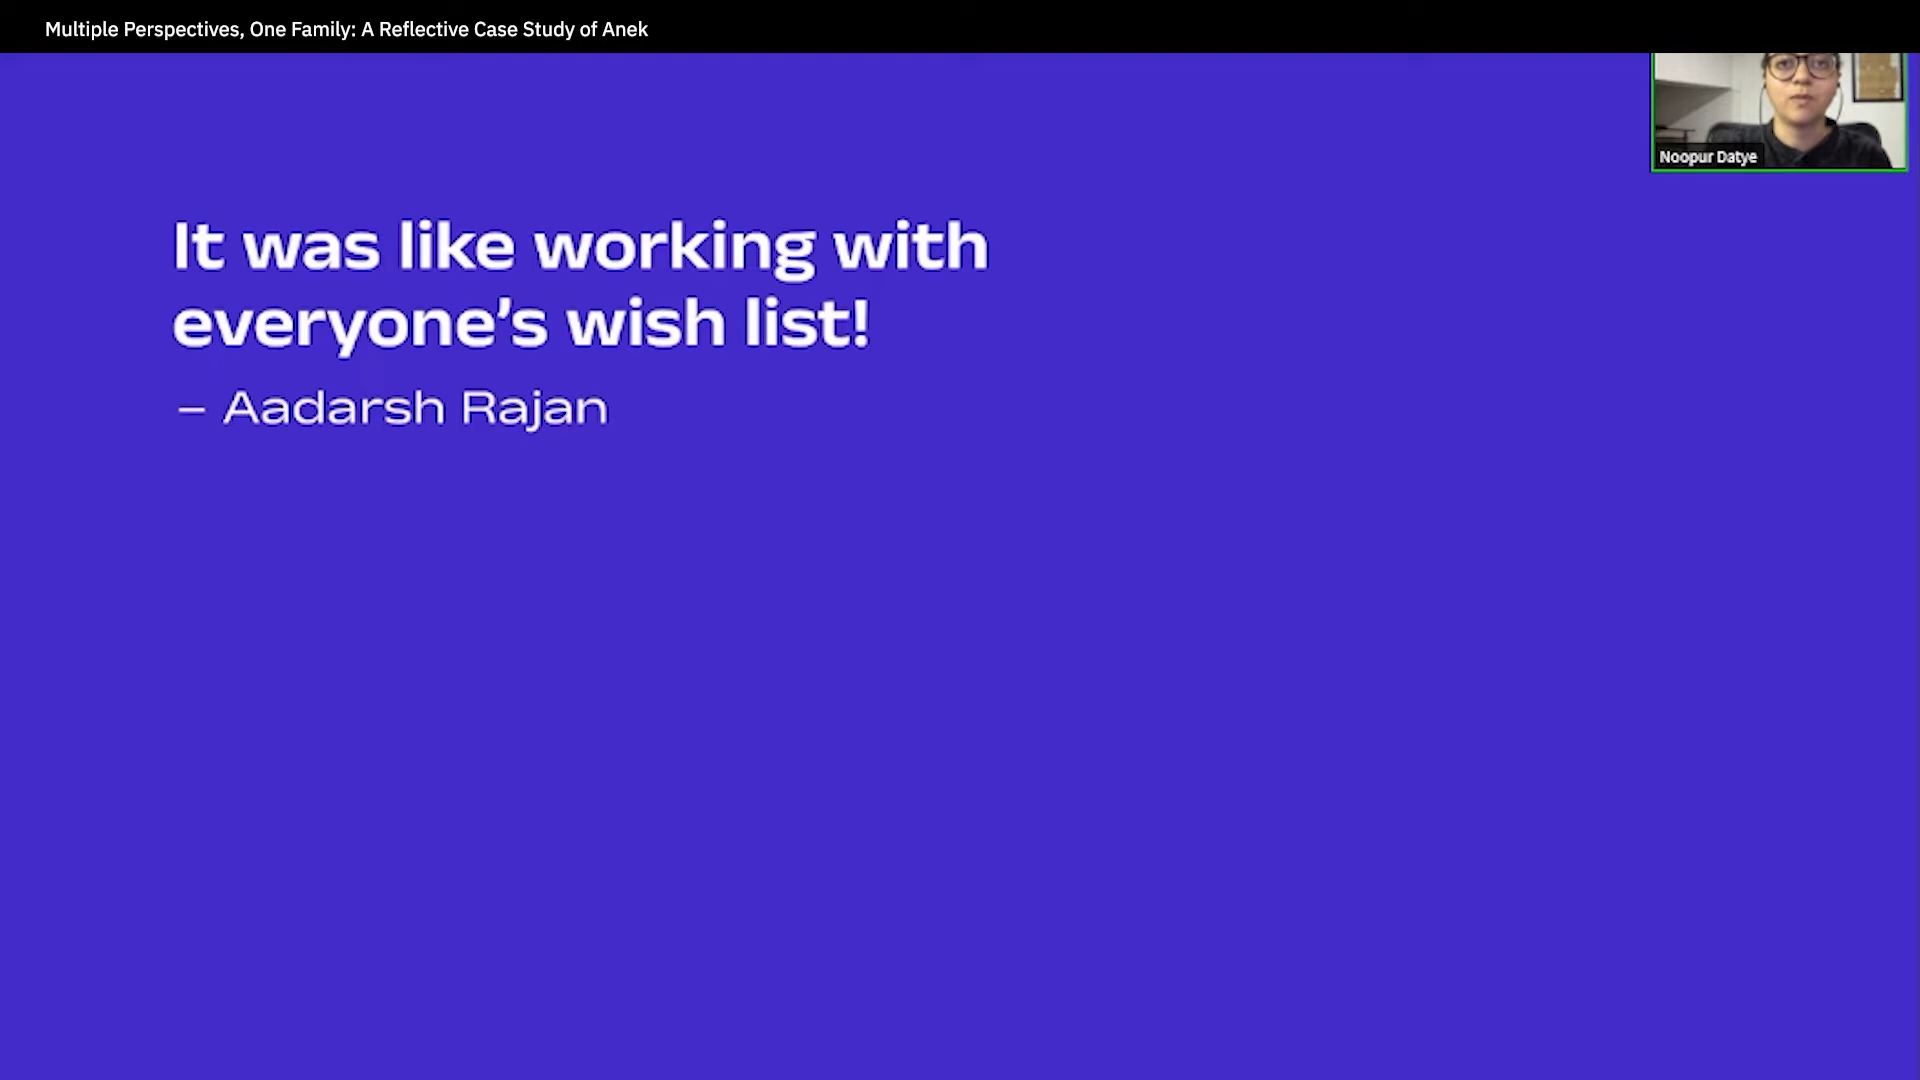 Multiple Perspectives, One Family: A Reflective Case Study of Anek
Noopur Datye
It was like working with
everyone’s wish list!
– Aadarsh Rajan